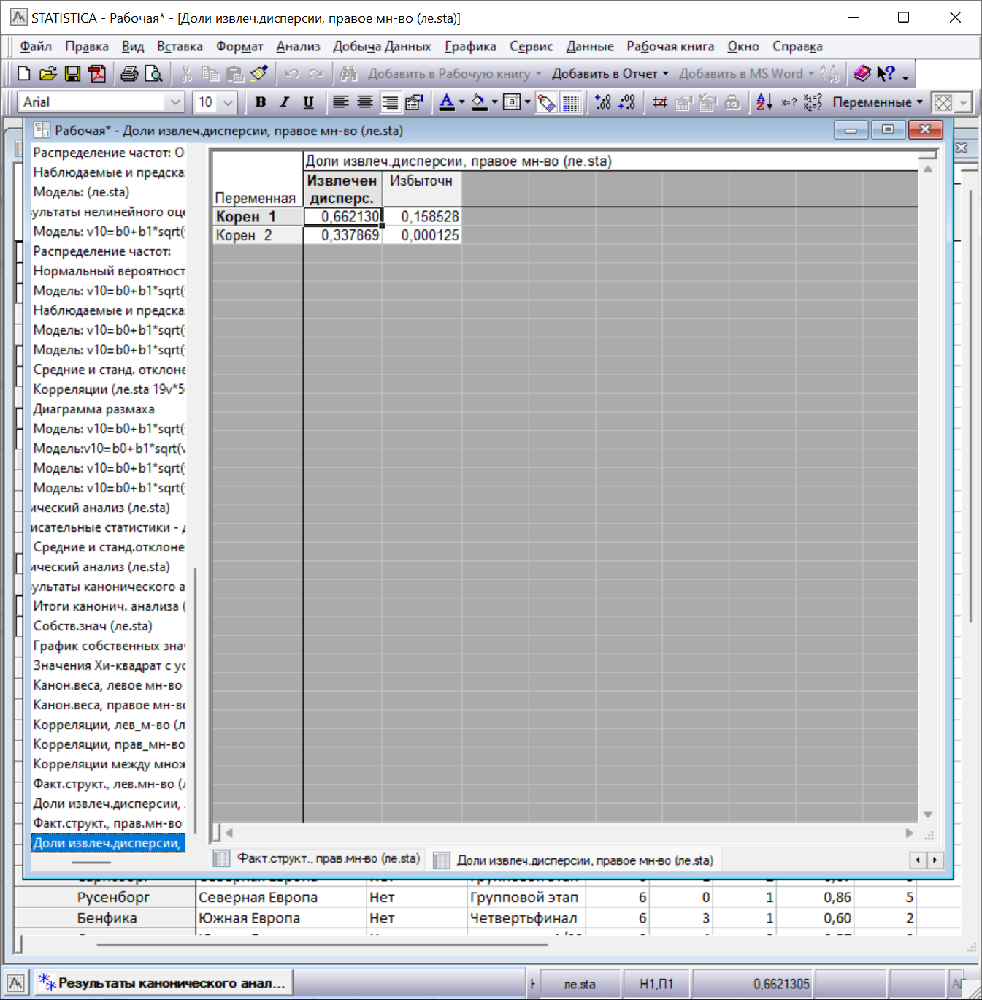 STATISTICA - Рабочая* - [Доли извлеч.дисперсии, правое мн-во (ле.sta)]
Файл Правка Вид Вставка Формат Анализ Добыча Данных Графика Сервис Данные Рабочая книга Окно Справка
Добавить в Рабочую книгу Добавить в Отчет Добавить в MS Word
Arial 10 B I U Переменные
Рабочая* - Доли извлеч.дисперсии, правое мн-во (ле.sta)
Распределение частот: О
Наблюдаемые и предска
Модель: (ле.sta)
ультаты нелинейного оце
Модель: v10=b0+b1*sqrt(
Распределение частот:
Нормальный вероятност
Модель: v10=b0+b1*sqrt(
Наблюдаемые и предска
Модель: v10=b0+b1*sqrt(
Модель: v10=b0+b1*sqrt(
Средние и станд. отклоне
Корреляции (ле.sta 19v*5
Диаграмма размаха
Модель: v10=b0+b1*sqrt(
Модель:v10=b0+b1*sqrt(v
Модель: v10=b0+b1*sqrt(
Модель: v10=b0+b1*sqrt(
ический анализ (ле.sta)
исательные статистики - д
Средние и станд.отклоне
ический анализ (ле.sta)
ультаты канонического а
Итоги канонич. анализа (
Собств.знач (ле.sta)
График собственных знач
Значения Хи-квадрат с ус
Канон.веса, левое мн-во
Канон.веса, правое мн-во
Корреляции, лев_м-во (л
Корреляции, прав_мн-во
Корреляции между множ
Факт.структ., лев.мн-во (л
Доли извлеч.дисперсии,
Факт.структ., прав.мн-во
Доли извлеч.дисперсии,
Доли извлеч.дисперсии, правое мн-во (ле.sta)
Переменная Извлечен дисперс. Избыточн
Корен 1 0,662130 0,158528
Корен 2 0,337869 0,000125
Факт.структ., прав.мн-во (ле.sta) Доли извлеч.дисперсии, правое мн-во (ле.sta)
Русенборг Северная Европа Нет Групповой этап 6 0 1 0,86 5
Бенфика Южная Европа Нет Четвертьфинал 6 3 1 0,60 2
Результаты канонического анал... ле.sta Н1,П1 0,6621305